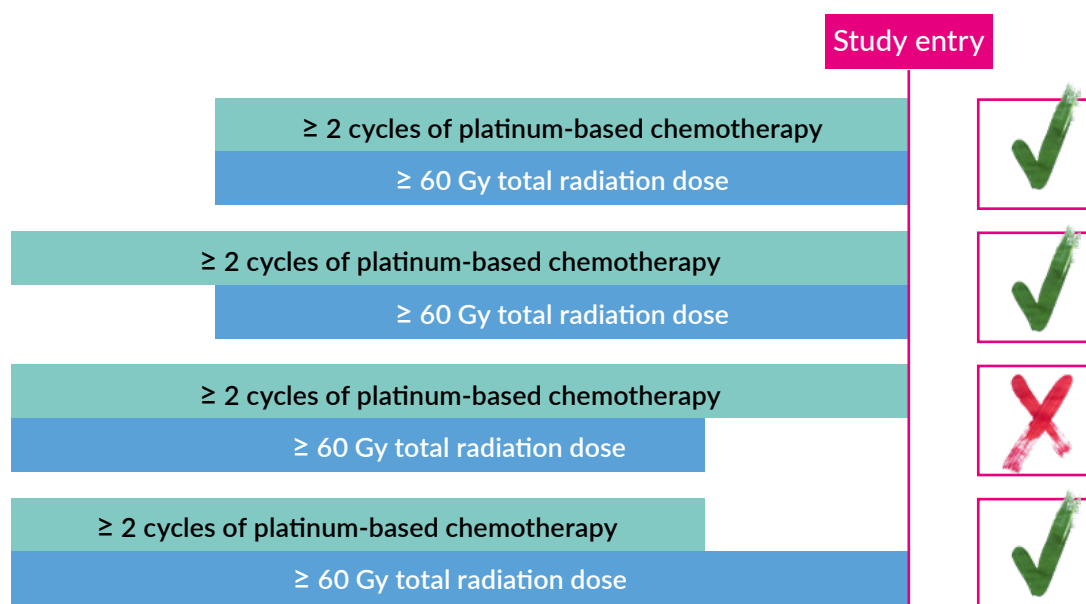 Study entry
≥ 2 cycles of platinum-based chemotherapy
≥ 60 Gy total radiation dose
≥ 2 cycles of platinum-based chemotherapy
≥ 60 Gy total radiation dose
≥ 2 cycles of platinum-based chemotherapy
≥ 60 Gy total radiation dose
≥ 2 cycles of platinum-based chemotherapy
≥ 60 Gy total radiation dose